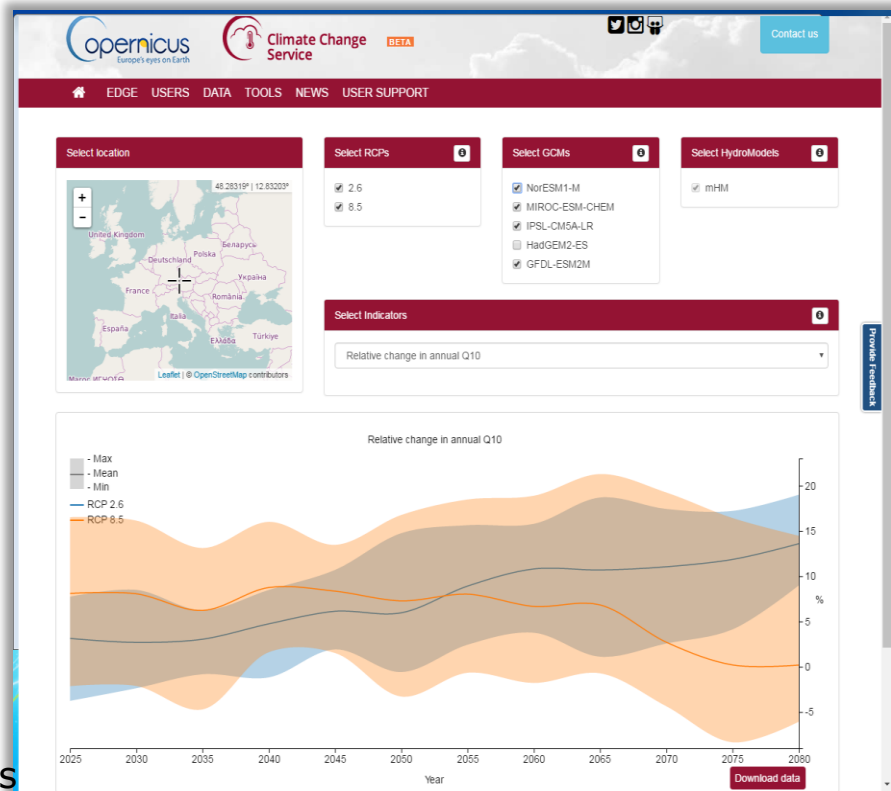 opernicus
Europe's eyes on Earth
Climate Change
Service
BETA
Contact us
EDGE USERS DATA TOOLS NEWS USER SUPPORT
Select location
48.28319° | 12.83203°
+
-
United Kingdom
Беларусь
Polska
Deutschland
Україна
France
România
Italia
España
Ελλάδα
Türkiye
Leaflet | © OpenStreetMap contributors
Select RCPs
2.6
8.5
Select GCMs
NorESM1-M
MIROC-ESM-CHEM
IPSL-CM5A-LR
HadGEM2-ES
GFDL-ESM2M
Select HydroModels
mHM
Select Indicators
Relative change in annual Q10
Provide Feedback
Relative change in annual Q10
- Max
- Mean
- Min
RCP 2.6
RCP 8.5
20
15
10
%
5
0
-5
2025 2030 2035 2040 2045 2050 2055 2060 2065 2070 2075 2080
Year
Download data
s